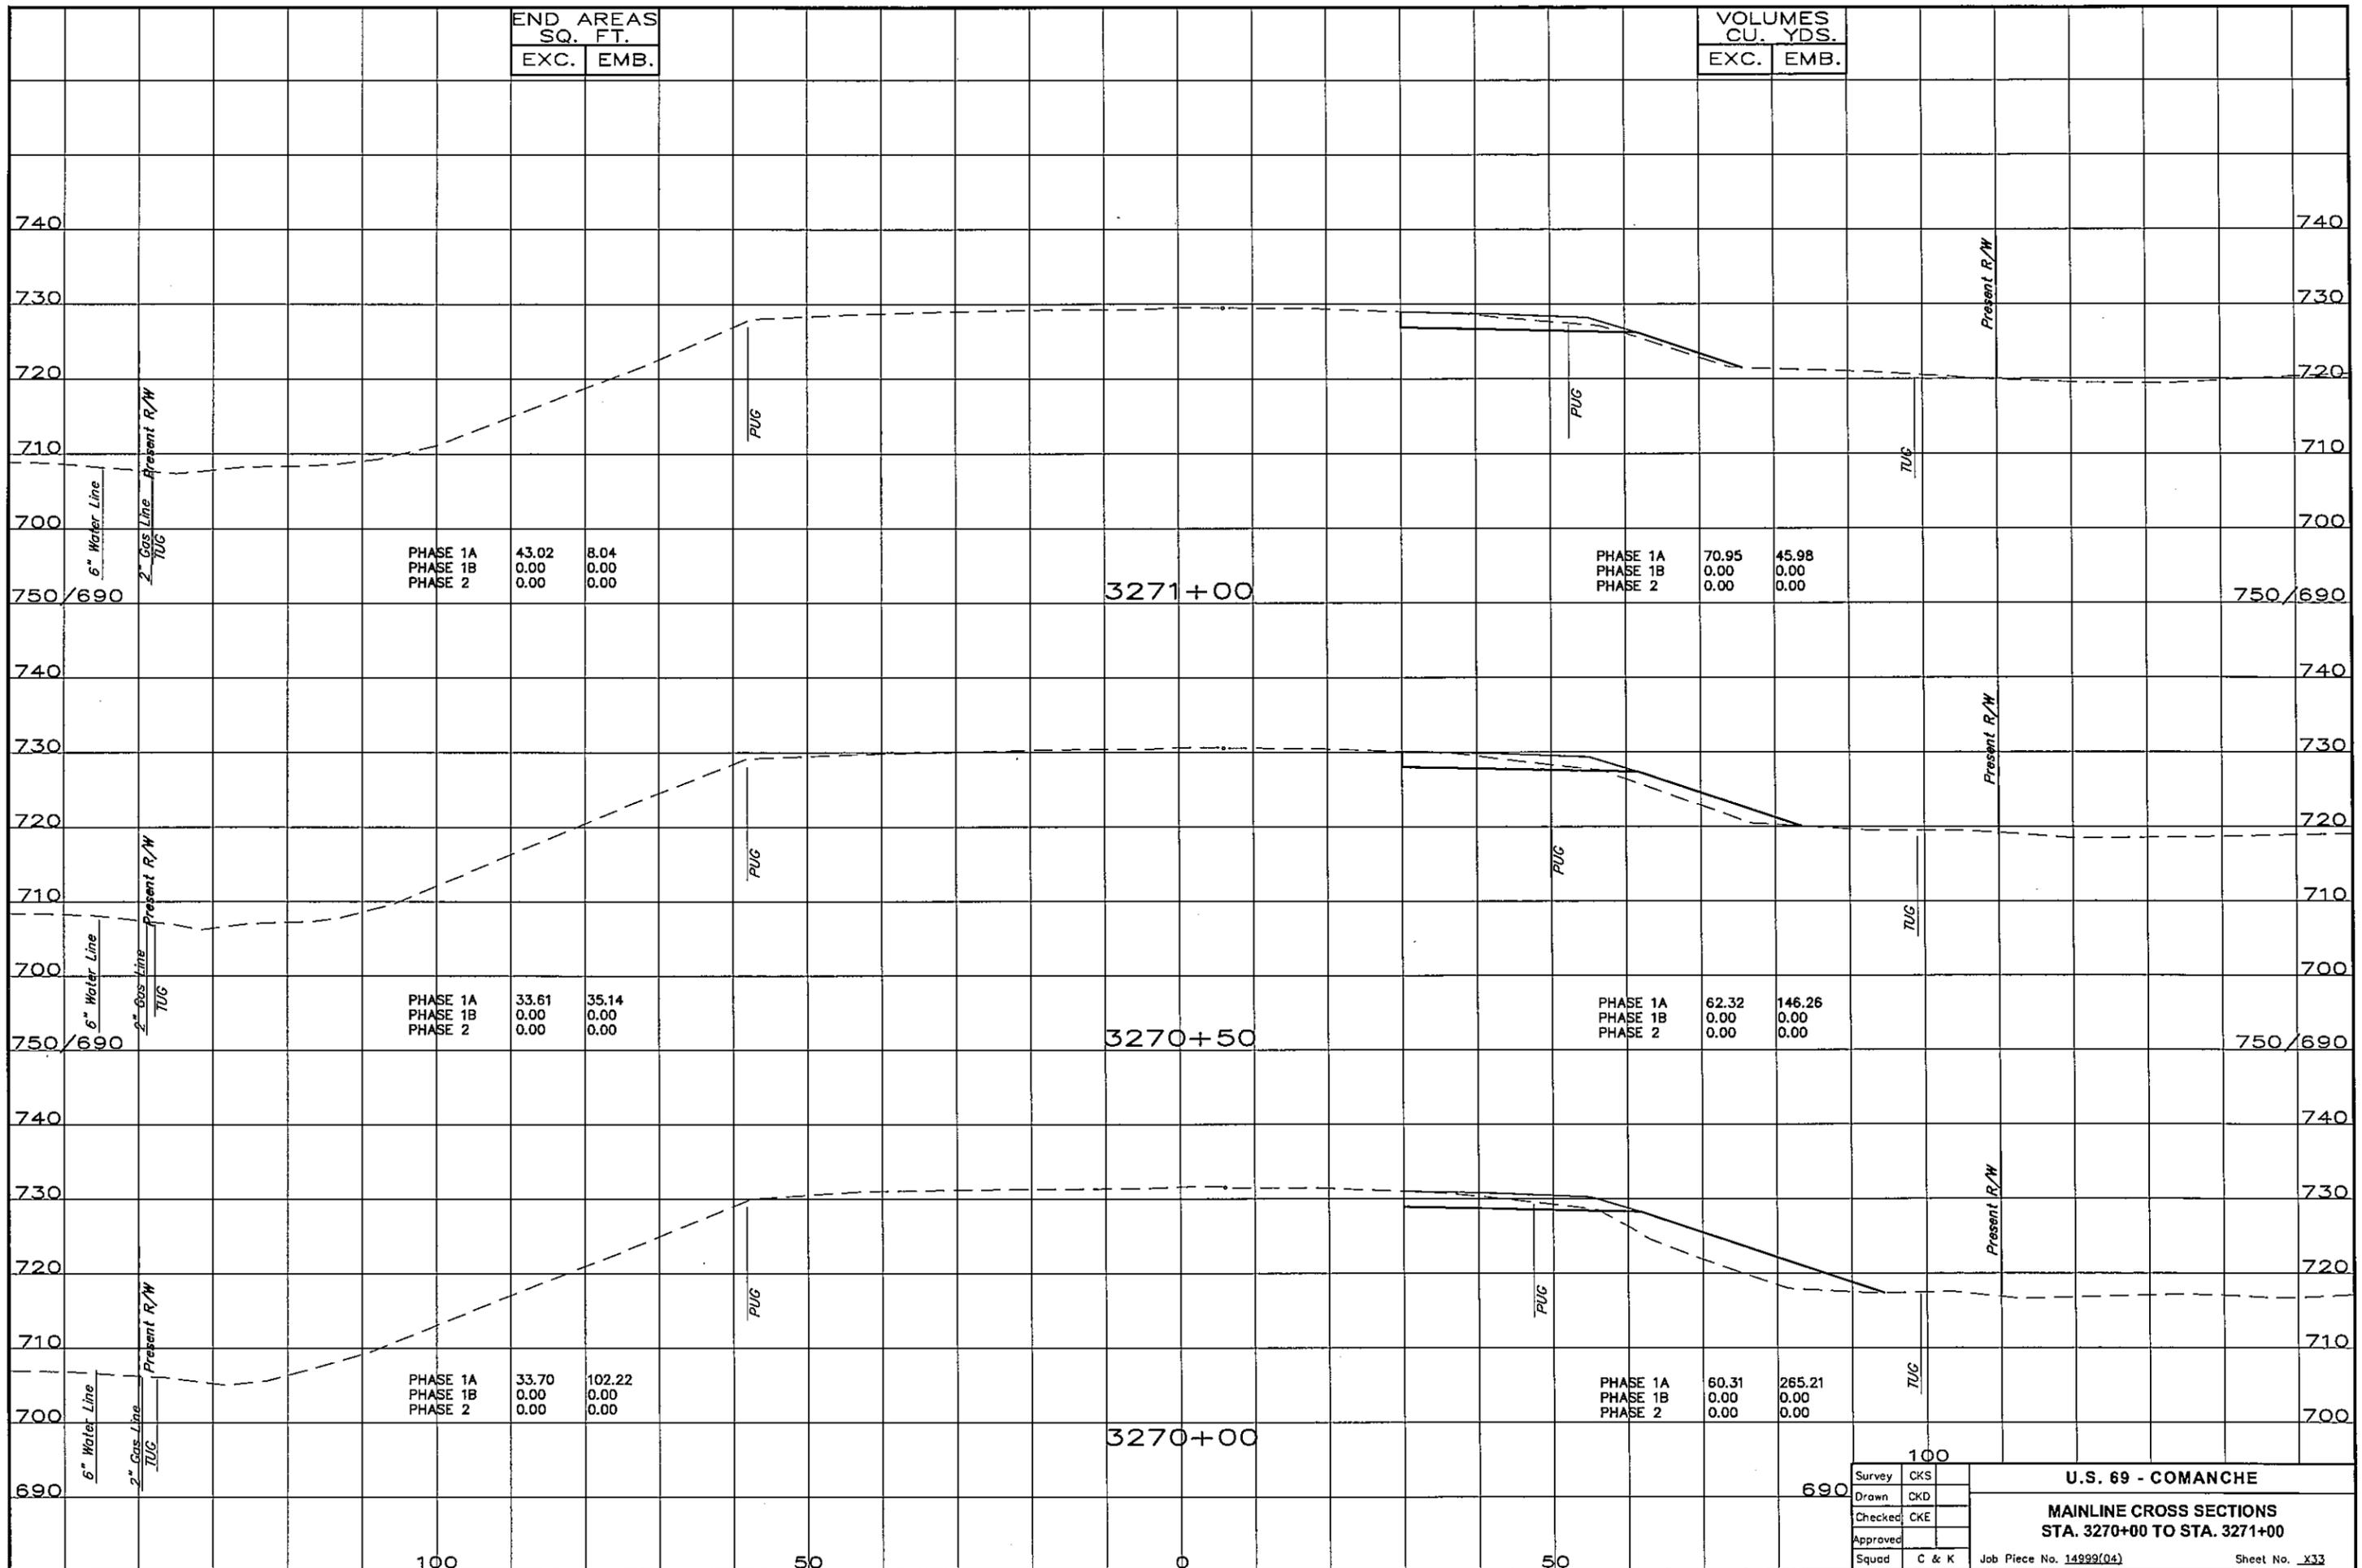 END AREAS
SQ. FT.
EXC. EMB.
VOLUMES
CU. YDS.
EXC. EMB.
740 740
730 730
720 720
710 710
700 700
6" Water Line
2" Gas Line
Present R/W
TUG
PUG
PUG
TUG
Present R/W
PHASE 1A 43.02 8.04
PHASE 1B 0.00 0.00
PHASE 2 0.00 0.00
3271+00
PHASE 1A 70.95 45.98
PHASE 1B 0.00 0.00
PHASE 2 0.00 0.00
750/690 750/690
740 740
730 730
720 720
710 710
700 700
6" Water Line
2" Gas Line
Present R/W
TUG
PUG
PUG
TUG
Present R/W
PHASE 1A 33.61 35.14
PHASE 1B 0.00 0.00
PHASE 2 0.00 0.00
3270+50
PHASE 1A 62.32 146.26
PHASE 1B 0.00 0.00
PHASE 2 0.00 0.00
750/690 750/690
740 740
730 730
720 720
710 710
700 700
6" Water Line
2" Gas Line
Present R/W
TUG
PUG
PUG
TUG
Present R/W
PHASE 1A 33.70 102.22
PHASE 1B 0.00 0.00
PHASE 2 0.00 0.00
3270+00
PHASE 1A 60.31 265.21
PHASE 1B 0.00 0.00
PHASE 2 0.00 0.00
690 690
100 50 0 50 100
Survey CKS
Drawn CKD
Checked CKE
Approved
Squad C & K
U.S. 69 - COMANCHE
MAINLINE CROSS SECTIONS
STA. 3270+00 TO STA. 3271+00
Job Piece No. 14999(04) Sheet No. X33